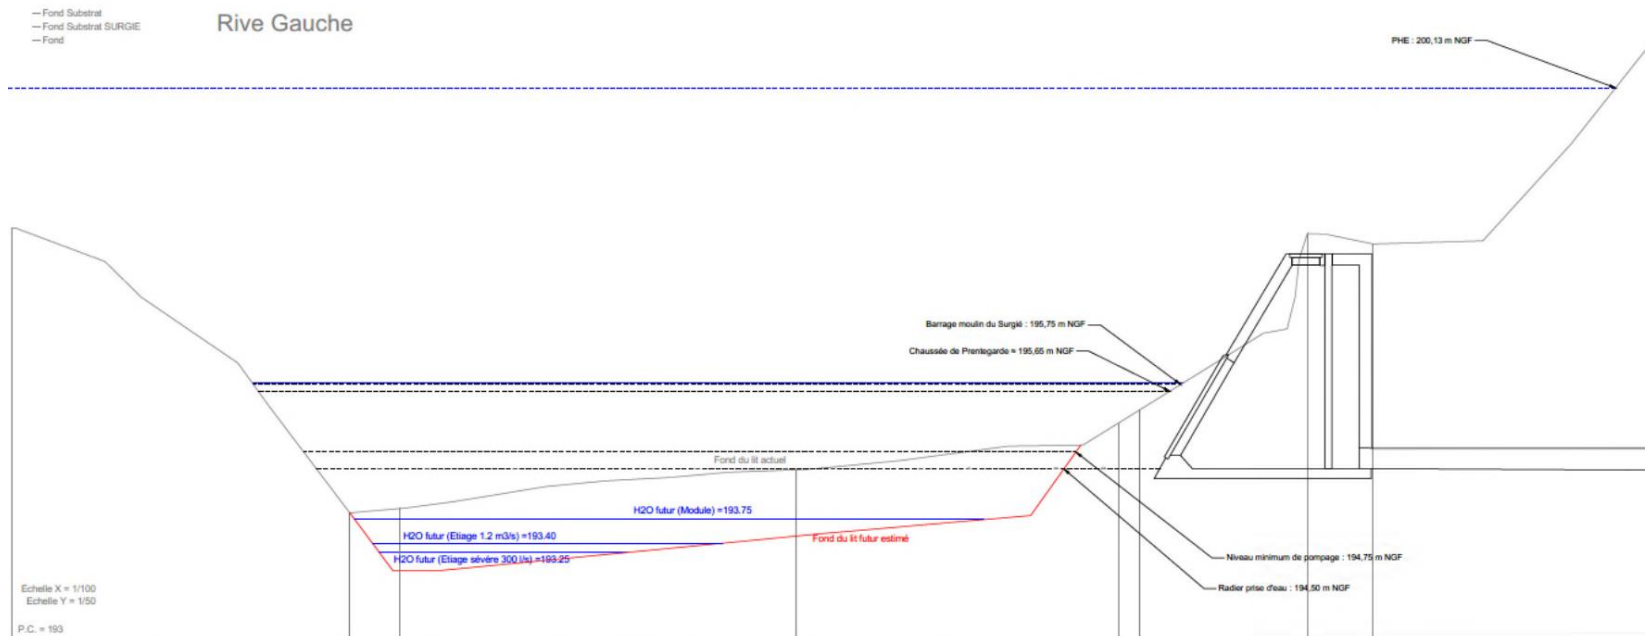 Fond Substrat
Fond Substrat SURGIE
Fond
Rive Gauche
PHE : 200,13 m NGF
Barrage moulin du Surgié : 195,75 m NGF
Chaussée de Prentegarde ≈ 195,65 m NGF
Fond du lit actuel
H2O futur (Module) =193.75
H2O futur (Etiage 1.2 m3/s) =193.40
Fond du lit futur estimé
H2O futur (Etiage sévère 300 l/s) =193.25
Niveau minimum de pompage : 194,75 m NGF
Radier prise d'eau : 194,50 m NGF
Echelle X = 1/100
Echelle Y = 1/50
P.C. = 193